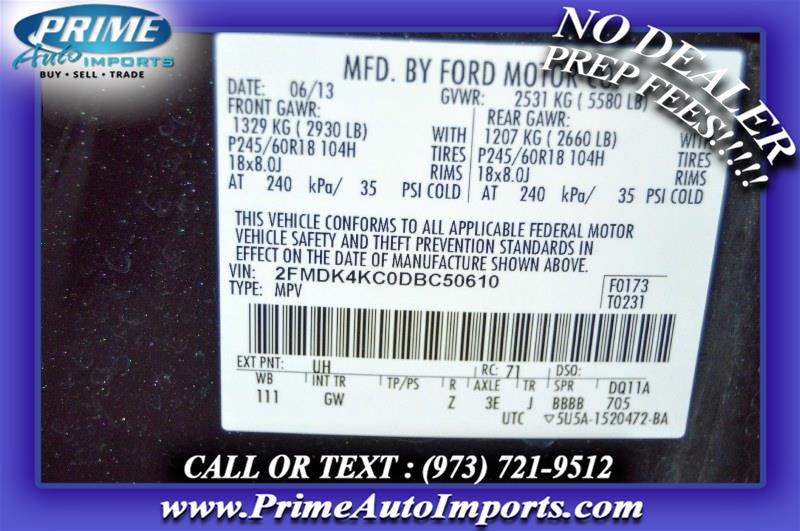 PRIME
Auto IMPORTS
BUY · SELL · TRADE
NO DEALER
PREP FEES!!!!!
MFD. BY FORD MOTOR CO.
DATE: 06/13 GVWR: 2531 KG ( 5580 LB)
FRONT GAWR: REAR GAWR:
1329 KG ( 2930 LB) WITH 1207 KG ( 2660 LB) WITH
P245/60R18 104H TIRES P245/60R18 104H TIRES
18x8.0J RIMS 18x8.0J RIMS
AT 240 kPa/ 35 PSI COLD AT 240 kPa/ 35 PSI COLD
THIS VEHICLE CONFORMS TO ALL APPLICABLE FEDERAL MOTOR
VEHICLE SAFETY AND THEFT PREVENTION STANDARDS IN
EFFECT ON THE DATE OF MANUFACTURE SHOWN ABOVE.
VIN: 2FMDK4KC0DBC50610 F0173
TYPE: MPV T0231
EXT PNT: UH RC: 71 DSO:
WB INT TR TP/PS R AXLE TR SPR DQ11A
111 GW Z 3E J BBBB 705
UTC ▽5U5A-1520472-BA
CALL OR TEXT : (973) 721-9512
www.PrimeAutoImports.com